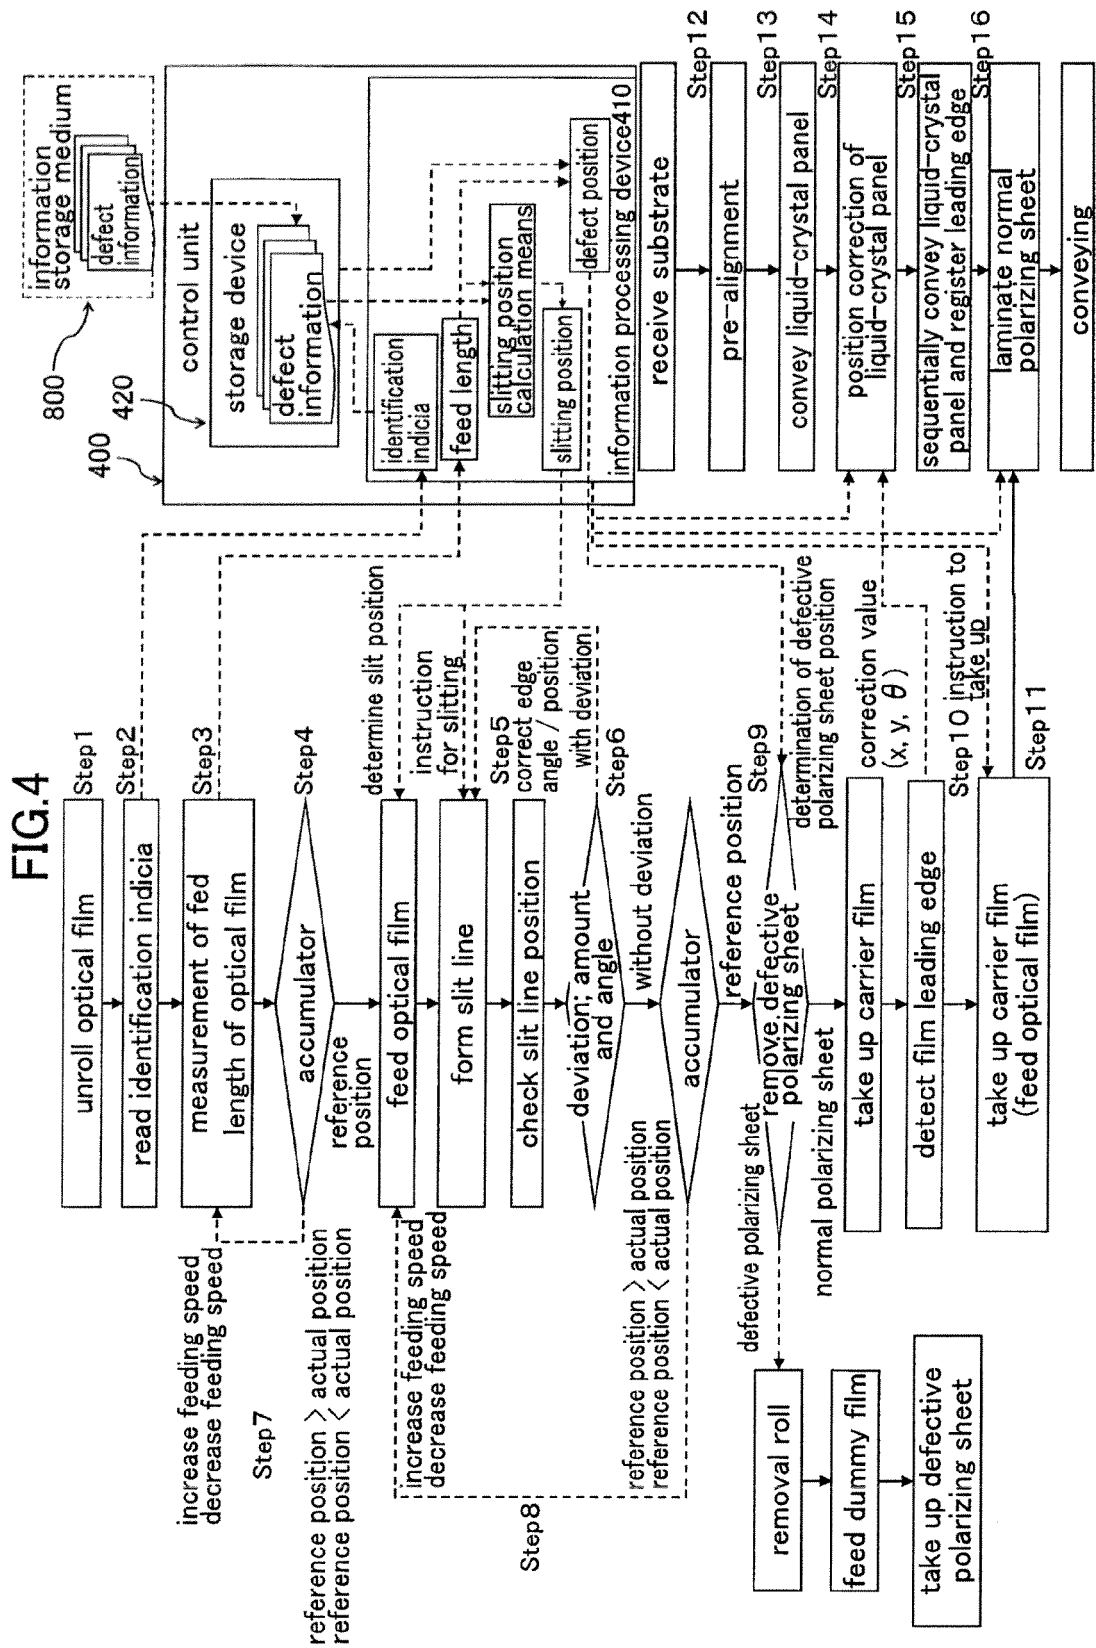 FIG.4
unroll optical film
Step1
read identification indicia
Step2
measurement of fed
length of optical film
Step3
increase feeding speed
decrease feeding speed
Step7
accumulator
Step4
reference position > actual position
reference position < actual position
reference
position
determine slit position
feed optical film
instruction
for slitting
form slit line
increase feeding speed
decrease feeding speed
Step8
Step5
correct edge
angle / position
with deviation
check slit line position
deviation; amount
and angle
Step6
without deviation
accumulator
reference position > actual position
reference position < actual position
reference position
Step9
remove defective
polarizing sheet
defective polarizing sheet
normal polarizing sheet
determination of defective
polarizing sheet position
removal roll
feed dummy film
take up defective
polarizing sheet
take up carrier film
correction value
(x, y, θ)
detect film leading edge
Step10 instruction to
take up
take up carrier film
(feed optical film)
Step11
information
storage medium
defect
information
800
420
400
control unit
storage device
defect
information
identification
indicia
feed length
slitting position
calculation means
slitting position
defect position
information processing device410
receive substrate
Step12
pre-alignment
Step13
convey liquid-crystal panel
Step14
position correction of
liquid-crystal panel
Step15
sequentially convey liquid-crystal
panel and register leading edge
Step16
laminate normal
polarizing sheet
conveying